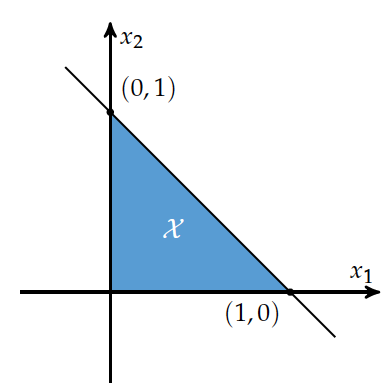 x₂
(0, 1)
𝒳
x₁
(1, 0)